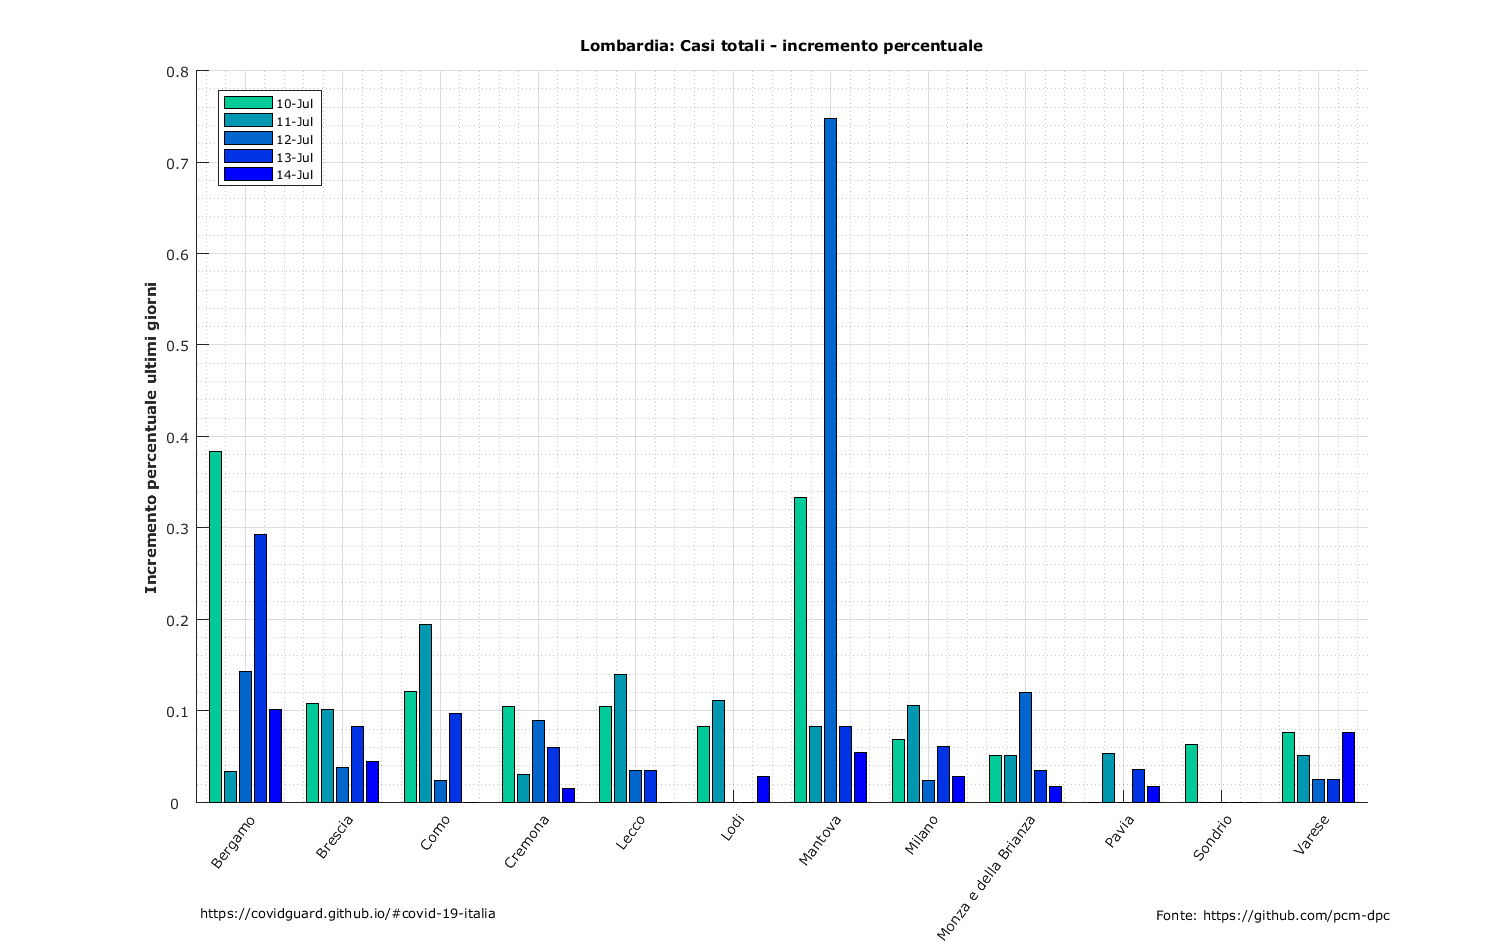 Lombardia: Casi totali - incremento percentuale
Incremento percentuale ultimi giorni
0.8
0.7
0.6
0.5
0.4
0.3
0.2
0.1
0
10-Jul
11-Jul
12-Jul
13-Jul
14-Jul
Bergamo
Brescia
Como
Cremona
Lecco
Lodi
Mantova
Milano
Monza e della Brianza
Pavia
Sondrio
Varese
https://covidguard.github.io/#covid-19-italia
Fonte: https://github.com/pcm-dpc